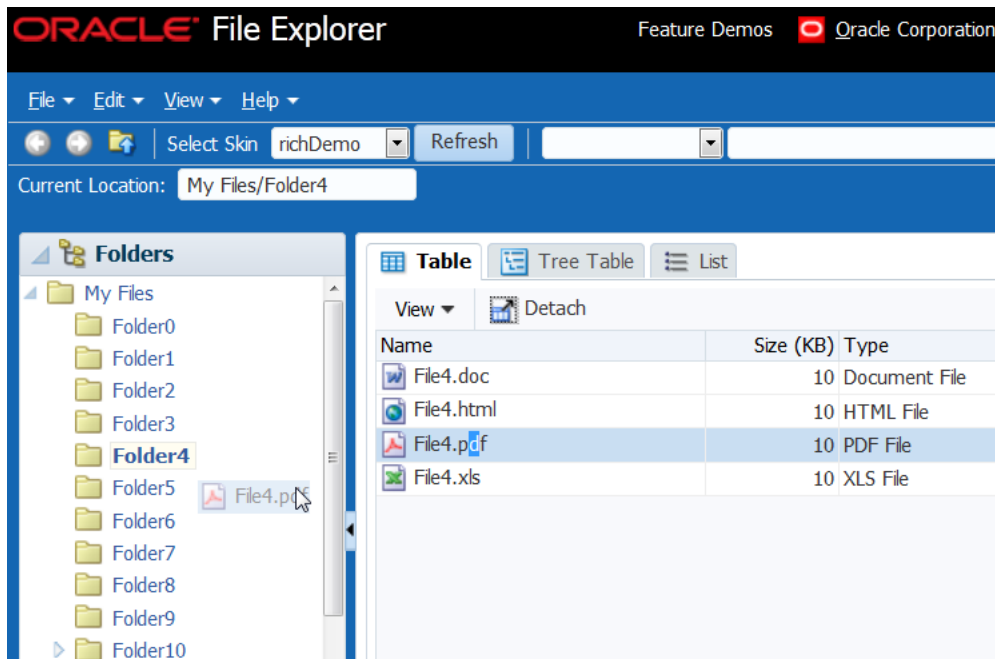 ORACLE File Explorer
Feature Demos Oracle Corporation
File Edit View Help
Select Skin richDemo Refresh
Current Location: My Files/Folder4
Folders
My Files
Folder0
Folder1
Folder2
Folder3
Folder4
Folder5
File4.pdf
Folder6
Folder7
Folder8
Folder9
Folder10
Table Tree Table List
View Detach
Name Size (KB) Type
File4.doc 10 Document File
File4.html 10 HTML File
File4.pdf 10 PDF File
File4.xls 10 XLS File